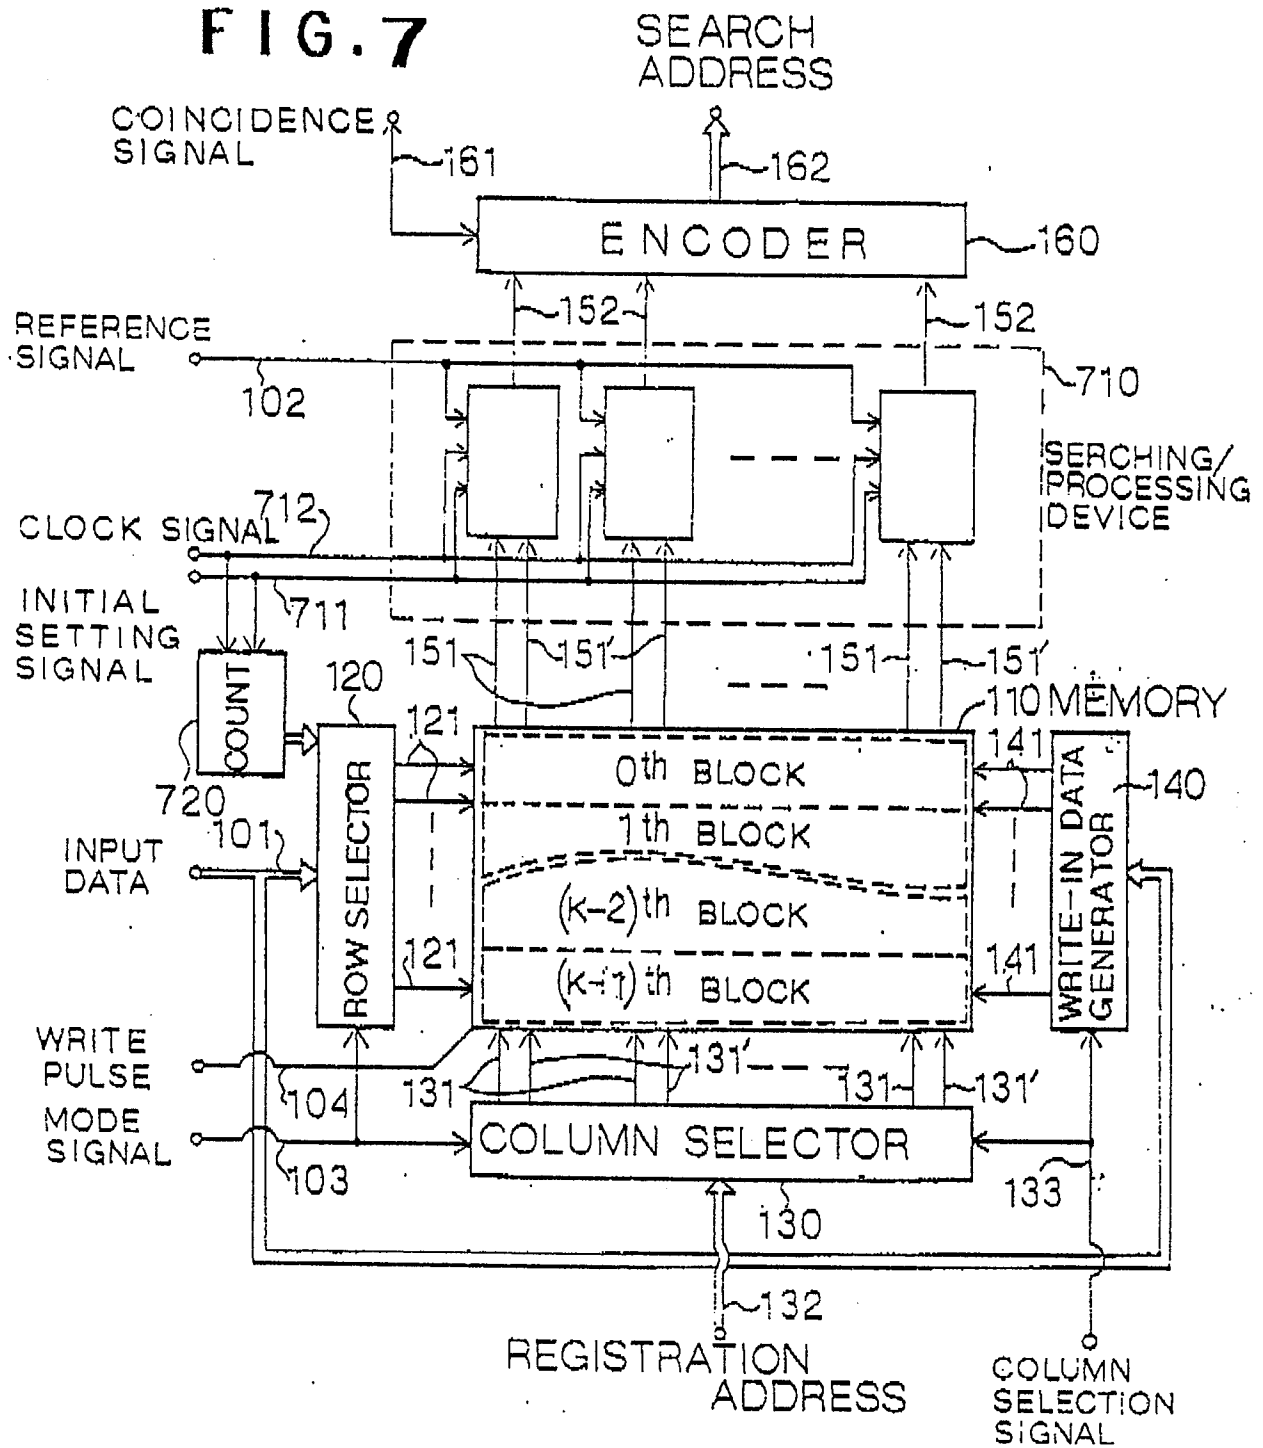 FIG.7
SEARCH
ADDRESS
COINCIDENCE
SIGNAL
161
162
ENCODER
160
152
152
REFERENCE
SIGNAL
102
710
SERCHING/
PROCESSING
DEVICE
CLOCK SIGNAL
712
INITIAL
SETTING
SIGNAL
711
151
151'
151
151'
COUNT
720
120
ROW SELECTOR
121
110 MEMORY
0th BLOCK
1th BLOCK
(K-2)th BLOCK
(K-1)th BLOCK
141
140
WRITE-IN DATA
GENERATOR
INPUT
DATA
101
121
141
WRITE
PULSE
104
131
131'
131
131'
MODE
SIGNAL
103
COLUMN SELECTOR
130
133
132
REGISTRATION
ADDRESS
COLUMN
SELECTION
SIGNAL